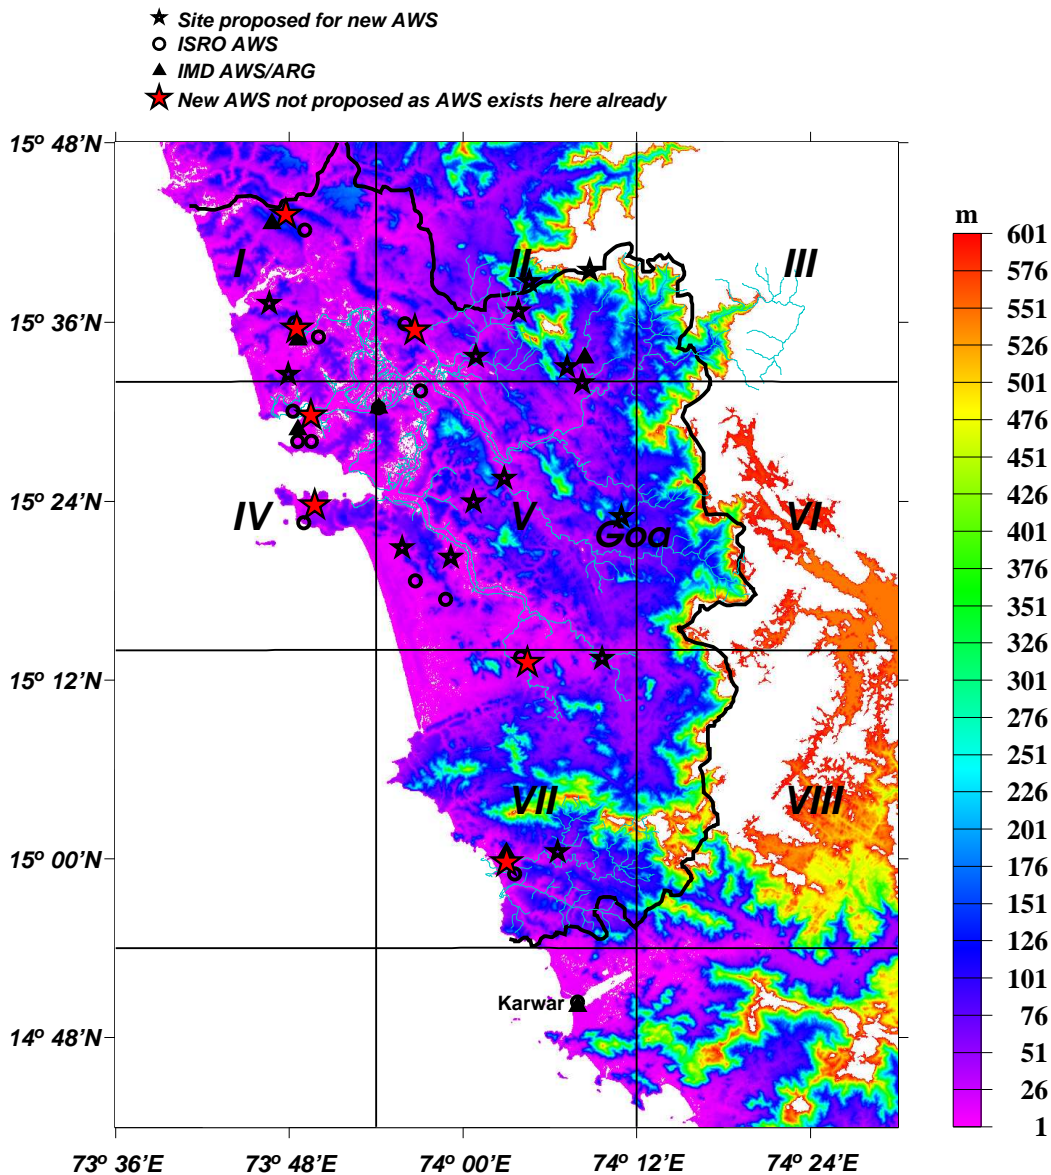 Site proposed for new AWS
ISRO AWS
IMD AWS/ARG
New AWS not proposed as AWS exists here already
15° 48'N
15° 36'N
15° 24'N
15° 12'N
15° 00'N
14° 48'N
73° 36'E
73° 48'E
74° 00'E
74° 12'E
74° 24'E
I
II
III
IV
V
Goa
VI
VII
VIII
Karwar
m
601
576
551
526
501
476
451
426
401
376
351
326
301
276
251
226
201
176
151
126
101
76
51
26
1